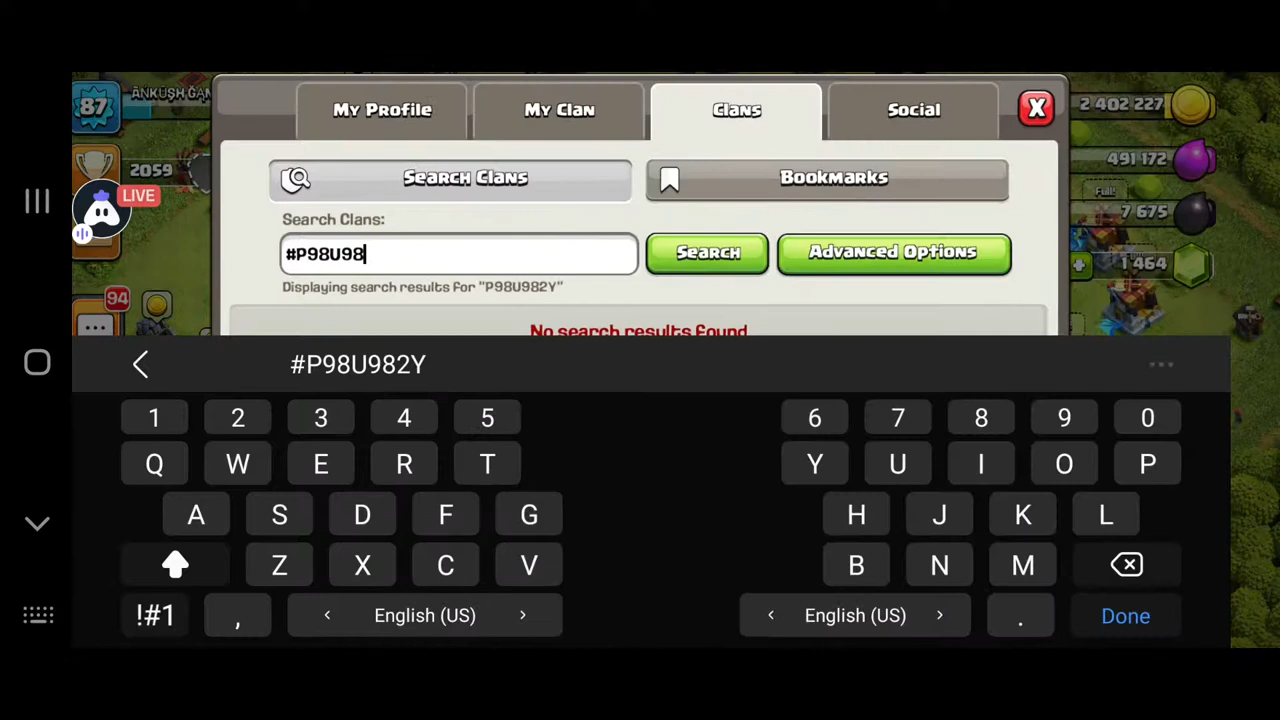 87
ĀNKUSH GAN
My Profile
My Clan
Clans
Social
X
2 402 227
2059
LIVE
Search Clans
Bookmarks
491 172
Full!
Search Clans:
7 675
#P98U98
Search
Advanced Options
1 464
Displaying search results for "P98U982Y"
94
No search results found
#P98U982Y
1 2 3 4 5 6 7 8 9 0
Q W E R T Y U I O P
A S D F G H J K L
Z X C V B N M
!#1 , < English (US) > < English (US) > . Done